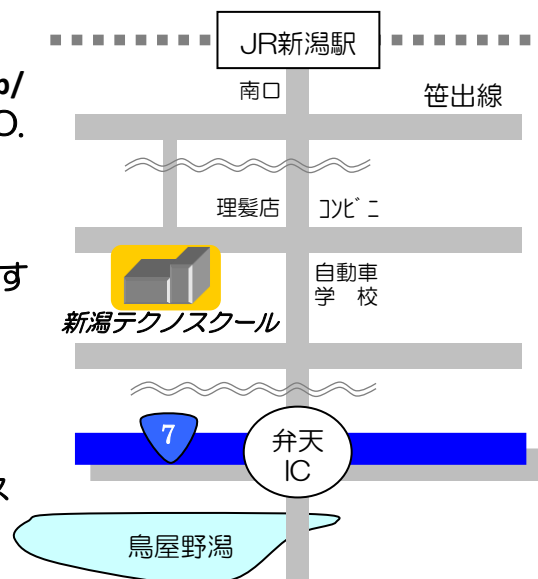 JR新潟駅
南口
笹出線
p/
O.
理髪店
コンビニ
す
自動車
学 校
新潟テクノスクール
7
弁天
IC
ス
鳥屋野潟